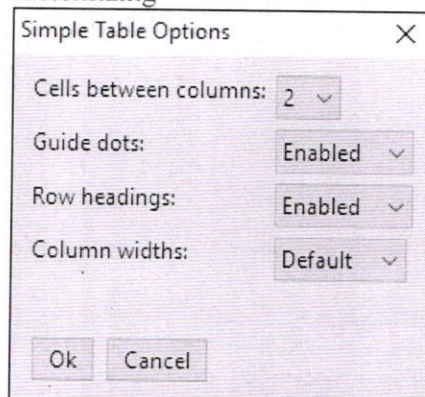 Simple Table Options
Cells between columns: 2
Guide dots: Enabled
Row headings: Enabled
Column widths: Default
Ok Cancel